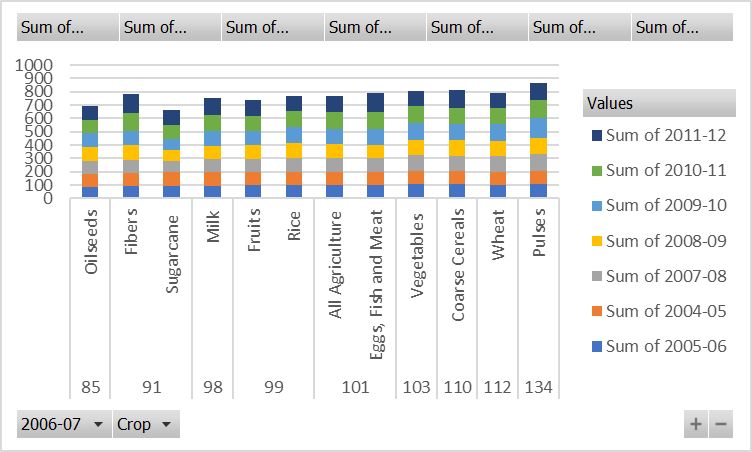 Sum of... Sum of... Sum of... Sum of... Sum of... Sum of... Sum of...
1000
900
800
700
600
500
400
300
200
100
0
Oilseeds
Fibers
Sugarcane
Milk
Fruits
Rice
All Agriculture
Eggs, Fish and Meat
Vegetables
Coarse Cereals
Wheat
Pulses
85 91 98 99 101 103 110 112 134
Values
Sum of 2011-12
Sum of 2010-11
Sum of 2009-10
Sum of 2008-09
Sum of 2007-08
Sum of 2004-05
Sum of 2005-06
2006-07 Crop
+ −